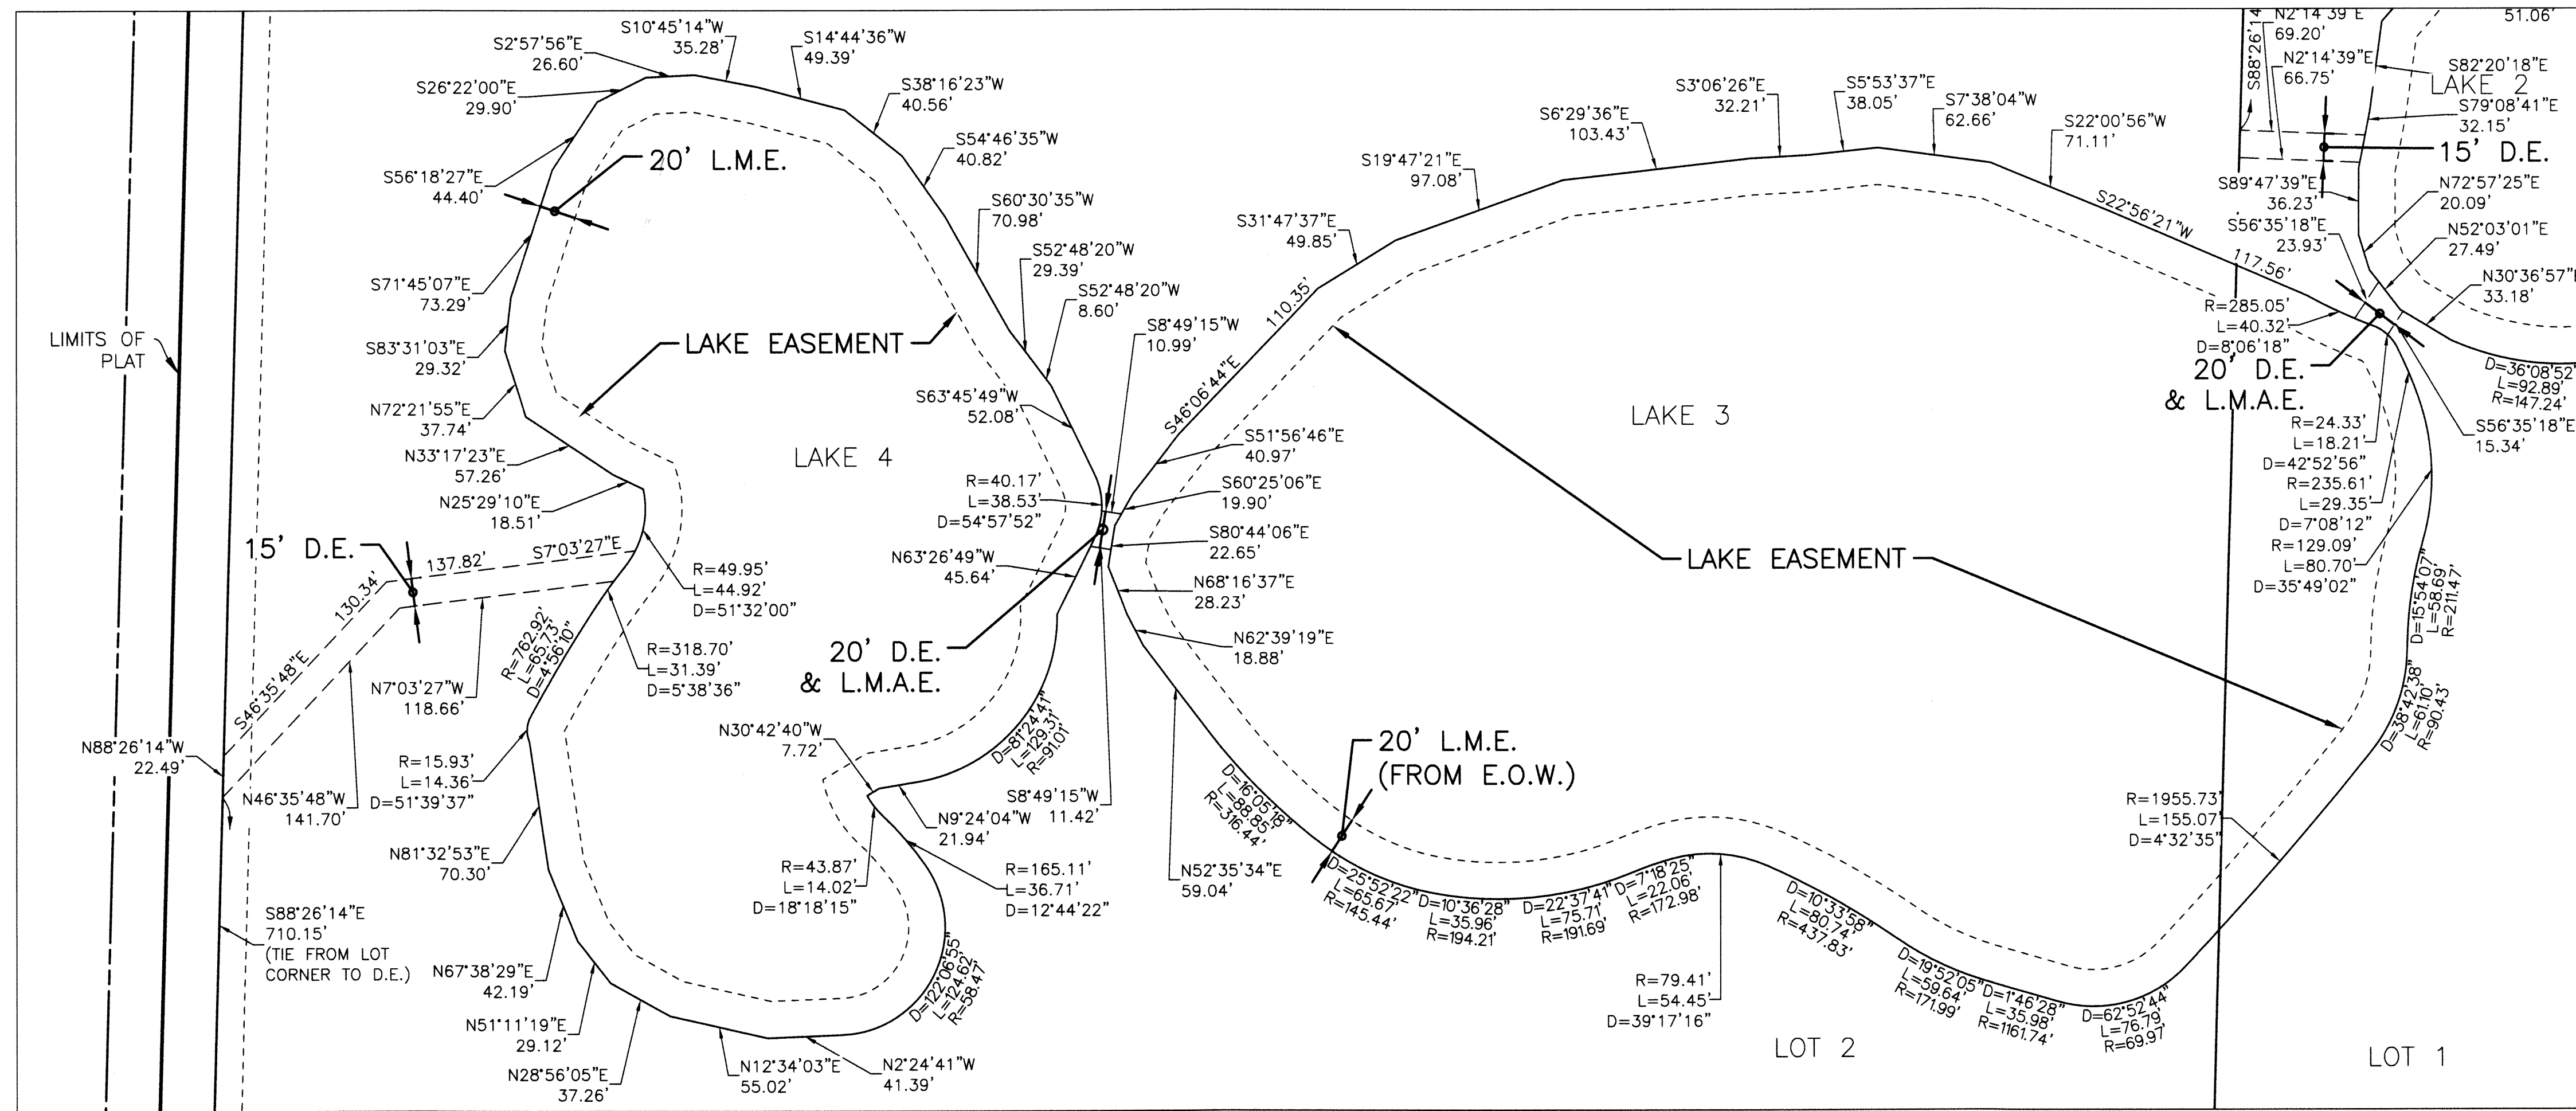 S10°45'14"W
35.28'
S2°57'56"E
26.60'
S14°44'36"W
49.39'
S26°22'00"E
29.90'
S38°16'23"W
40.56'
S54°46'35"W
40.82'
20' L.M.E.
S56°18'27"E
44.40'
S60°30'35"W
70.98'
S52°48'20"W
29.39'
S71°45'07"E
73.29'
S52°48'20"W
8.60'
LIMITS OF
PLAT
S83°31'03"E
29.32'
LAKE EASEMENT
S8°49'15"W
10.99'
N72°21'55"E
37.74'
S63°45'49"W
52.08'
N33°17'23"E
57.26'
LAKE 4
N25°29'10"E
18.51'
R=40.17'
L=38.53'
D=54°57'52"
15' D.E.
137.82'
S7°03'27"E
130.34'
S46°35'48"E
N63°26'49"W
45.64'
R=49.95'
L=44.92'
D=51°32'00"
R=762.92'
L=65.73'
D=4°56'10"
R=318.70'
L=31.39'
D=5°38'36"
20' D.E.
& L.M.A.E.
N7°03'27"W
118.66'
N88°26'14"W
22.49'
N30°42'40"W
7.72'
D=81°24'41"
L=129.31'
R=91.01'
R=15.93'
L=14.36'
D=51°39'37"
N46°35'48"W
141.70'
S8°49'15"W
11.42'
N9°24'04"W
21.94'
N81°32'53"E
70.30'
R=43.87'
L=14.02'
D=18°18'15"
R=165.11'
L=36.71'
D=12°44'22"
S88°26'14"E
710.15'
(TIE FROM LOT
CORNER TO D.E.)
N67°38'29"E
42.19'
D=122°06'55"
L=124.62'
R=58.47'
N51°11'19"E
29.12'
N28°56'05"E
37.26'
N12°34'03"E
55.02'
N2°24'41"W
41.39'
S3°06'26"E
32.21'
S5°53'37"E
38.05'
S6°29'36"E
103.43'
S7°38'04"W
62.66'
S22°00'56"W
71.11'
S19°47'21"E
97.08'
S31°47'37"E
49.85'
S22°56'21"W
117.56'
110.35'
S46°06'44"E
S51°56'46"E
40.97'
S60°25'06"E
19.90'
S80°44'06"E
22.65'
N68°16'37"E
28.23'
N62°39'19"E
18.88'
LAKE 3
LAKE EASEMENT
20' L.M.E.
(FROM E.O.W.)
D=16°05'18"
L=88.85'
R=316.44'
N52°35'34"E
59.04'
D=25°52'22"
L=65.67'
R=145.44'
D=10°36'28"
L=35.96'
R=194.21'
D=22°37'41"
L=75.71'
R=191.69'
D=7°18'25"
L=22.06'
R=172.98'
R=79.41'
L=54.45'
D=39°17'16"
D=10°33'58"
L=80.74'
R=437.83'
D=19°52'05"
L=59.64'
R=171.99'
D=1°46'28"
L=35.98'
R=1161.74'
D=62°52'44"
L=76.79'
R=69.97'
LOT 2
LOT 1
R=1955.73'
L=155.07'
D=4°32'35"
S88°26'14
N2°14'39"E
69.20'
51.06'
N2°14'39"E
66.75'
S82°20'18"E
LAKE 2
S79°08'41"E
32.15'
15' D.E.
S89°47'39"E
36.23'
N72°57'25"E
20.09'
S56°35'18"E
23.93'
N52°03'01"E
27.49'
N30°36'57"E
33.18'
R=285.05'
L=40.32'
D=8°06'18"
20' D.E.
& L.M.A.E.
D=36°08'52"
L=92.89'
R=147.24'
S56°35'18"E
15.34'
R=24.33'
L=18.21'
D=42°52'56"
R=235.61'
L=29.35'
D=7°08'12"
R=129.09'
L=80.70'
D=35°49'02"
D=15°54'07"
L=58.69'
R=211.47'
D=38°42'38"
L=61.10'
R=90.43'